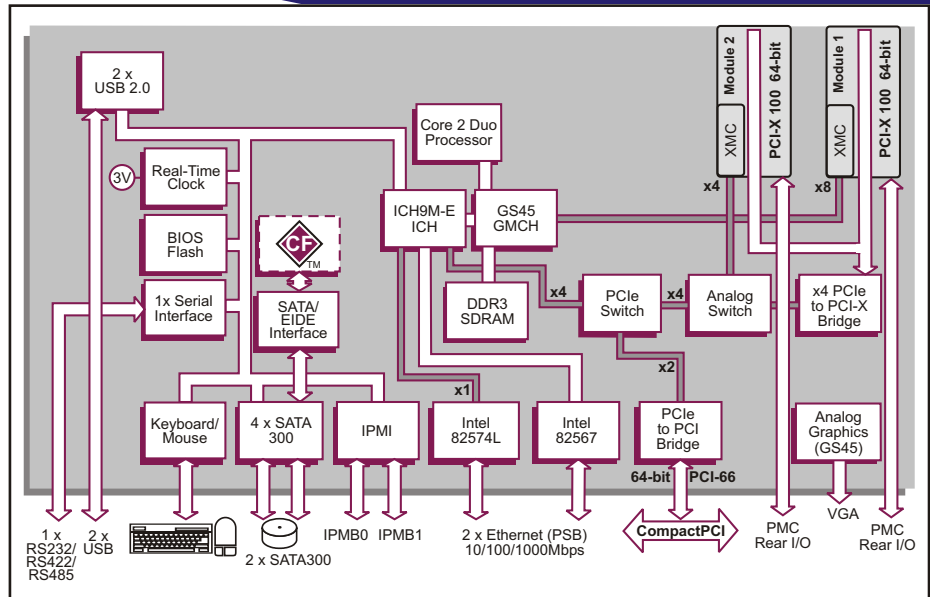 2 x
USB 2.0
3V
Real-Time
Clock
BIOS
Flash
1x Serial
Interface
CF
TM
SATA/
EIDE
Interface
Core 2 Duo
Processor
ICH9M-E
ICH
GS45
GMCH
DDR3
SDRAM
Module 2
PCI-X 100 64-bit
XMC
x4
Module 1
PCI-X 100 64-bit
XMC
x8
x4
PCIe
Switch
x4
Analog
Switch
x4 PCIe
to PCI-X
Bridge
x2
x1
Keyboard/
Mouse
4 x SATA
300
IPMI
Intel
82574L
Intel
82567
PCIe
to PCI
Bridge
Analog
Graphics
(GS45)
64-bit
PCI-66
1 x
RS232/
RS422/
RS485
2 x
USB
2 x SATA300
IPMB0
IPMB1
2 x Ethernet (PSB)
10/100/1000Mbps
CompactPCI
PMC
Rear I/O
VGA
PMC
Rear I/O